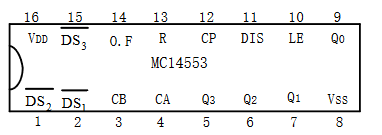 16 15 14 13 12 11 10 9
VDD DS3 O.F R CP DIS LE Q0
MC14553
DS2 DS1 CB CA Q3 Q2 Q1 VSS
1 2 3 4 5 6 7 8